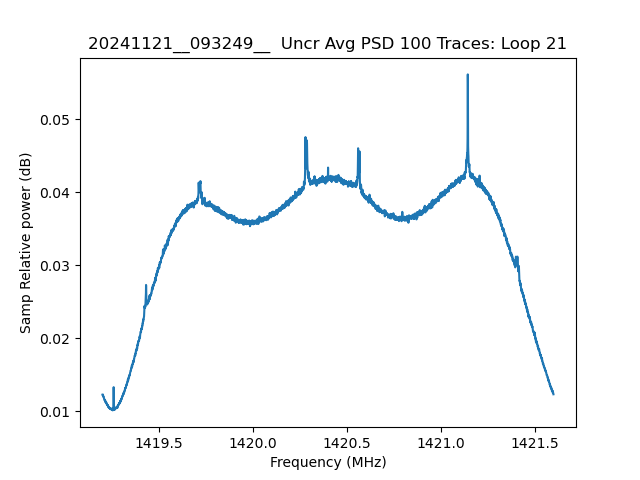 20241121__093249__  Uncr Avg PSD 100 Traces: Loop 21
Samp Relative power (dB)
0.05
0.04
0.03
0.02
0.01
1419.5 1420.0 1420.5 1421.0 1421.5
Frequency (MHz)